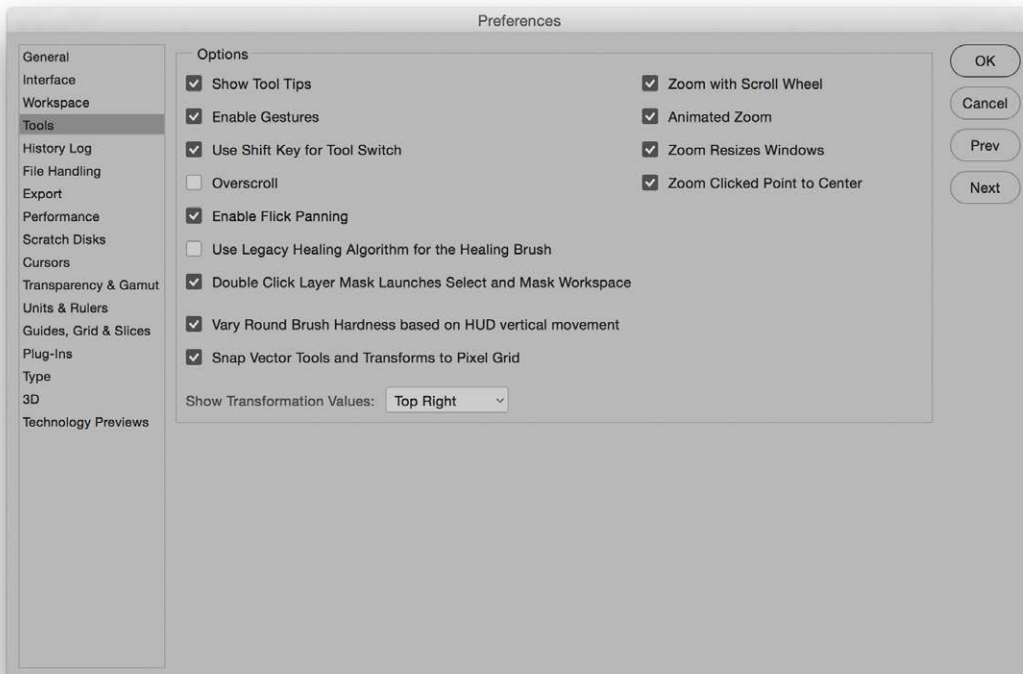 Preferences
General
Interface
Workspace
Tools
History Log
File Handling
Export
Performance
Scratch Disks
Cursors
Transparency & Gamut
Units & Rulers
Guides, Grid & Slices
Plug-Ins
Type
3D
Technology Previews
Options
Show Tool Tips
Enable Gestures
Use Shift Key for Tool Switch
Overscroll
Enable Flick Panning
Use Legacy Healing Algorithm for the Healing Brush
Double Click Layer Mask Launches Select and Mask Workspace
Vary Round Brush Hardness based on HUD vertical movement
Snap Vector Tools and Transforms to Pixel Grid
Show Transformation Values: Top Right
Zoom with Scroll Wheel
Animated Zoom
Zoom Resizes Windows
Zoom Clicked Point to Center
OK
Cancel
Prev
Next